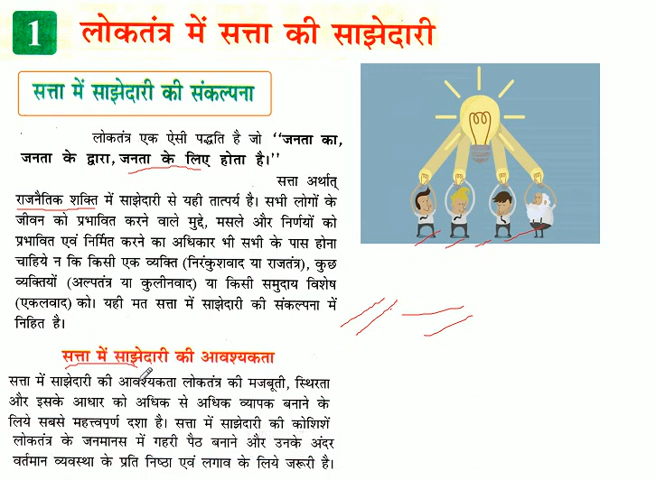 1 लोकतंत्र में सत्ता की साझेदारी
सत्ता में साझेदारी की संकल्पना
लोकतंत्र एक ऐसी पद्धति है जो “जनता का,
जनता के द्वारा, जनता के लिए होता है।”
सत्ता अर्थात्
राजनैतिक शक्ति में साझेदारी से यही तात्पर्य है। सभी लोगों के
जीवन को प्रभावित करने वाले मुद्दे, मसले और निर्णयों को
प्रभावित एवं निर्मित करने का अधिकार भी सभी के पास होना
चाहिये न कि किसी एक व्यक्ति (निरंकुशवाद या राजतंत्र), कुछ
व्यक्तियों (अल्पतंत्र या कुलीनवाद) या किसी समुदाय विशेष
(एकलवाद) को। यही मत सत्ता में साझेदारी की संकल्पना में
निहित है।
सत्ता में साझेदारी की आवश्यकता
सत्ता में साझेदारी की आवश्यकता लोकतंत्र की मजबूती, स्थिरता
और इसके आधार को अधिक से अधिक व्यापक बनाने के
लिये सबसे महत्त्वपूर्ण दशा है। सत्ता में साझेदारी की कोशिशें
लोकतंत्र के जनमानस में गहरी पैठ बनाने और उनके अंदर
वर्तमान व्यवस्था के प्रति निष्ठा एवं लगाव के लिये जरूरी है।